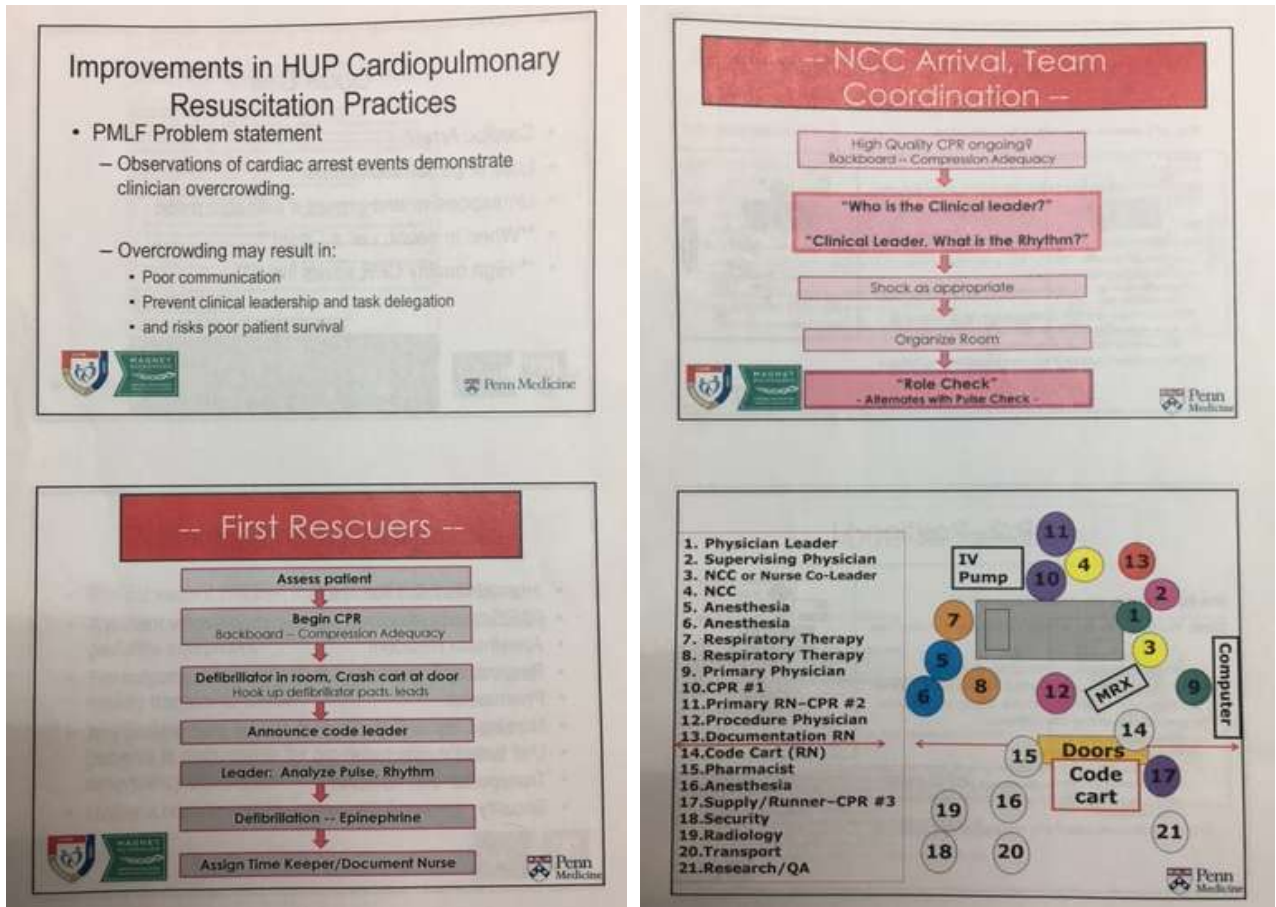 Improvements in HUP Cardiopulmonary
Resuscitation Practices
• PMLF Problem statement
– Observations of cardiac arrest events demonstrate
clinician overcrowding.
– Overcrowding may result in:
• Poor communication
• Prevent clinical leadership and task delegation
• and risks poor patient survival
MAGNET
Penn Medicine
-- First Rescuers --
Assess patient
Begin CPR
Backboard -- Compression Adequacy
Defibrillator in room, Crash cart at door
Hook up defibrillator pads, leads
Announce code leader
Leader: Analyze Pulse, Rhythm
Defibrillation -- Epinephrine
Assign Time Keeper/Document Nurse
Penn
Medicine
-- NCC Arrival, Team
Coordination --
High Quality CPR ongoing?
Backboard -- Compression Adequacy
"Who is the Clinical leader?"
"Clinical Leader, What is the Rhythm?"
Shock as appropriate
Organize Room
"Role Check"
- Alternates with Pulse Check -
MAGNET
Penn
Medicine
1. Physician Leader
2. Supervising Physician
3. NCC or Nurse Co-Leader
4. NCC
5. Anesthesia
6. Anesthesia
7. Respiratory Therapy
8. Respiratory Therapy
9. Primary Physician
10.CPR #1
11.Primary RN-CPR #2
12.Procedure Physician
13.Documentation RN
14.Code Cart (RN)
15.Pharmacist
16.Anesthesia
17.Supply/Runner-CPR #3
18.Security
19.Radiology
20.Transport
21.Research/QA
11
IV
Pump
4
13
10
2
7
1
3
5
Computer
6
8
12
MRX
9
14
15
Doors
Code
cart
17
19
16
21
18
20
Penn
Medicine